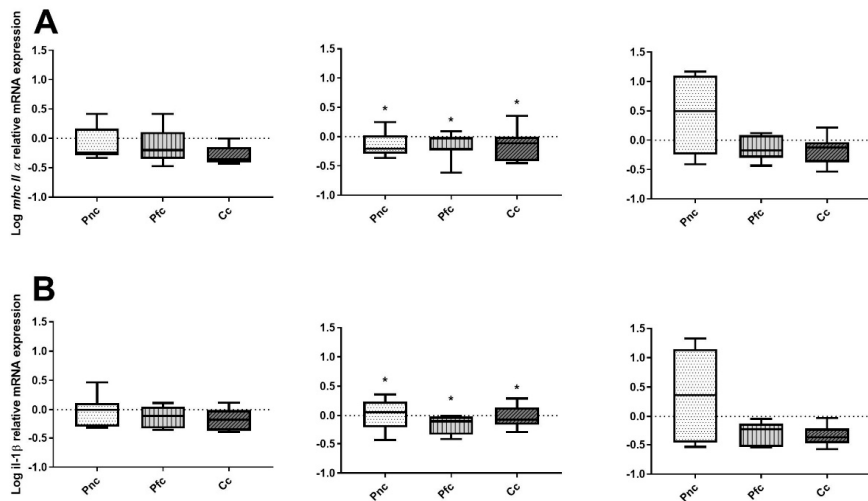 A
Log mhc II α relative mRNA expression
1.5
1.0
0.5
-0.0
-0.5
-1.0
Pnc
Pfc
Cc
1.5
1.0
0.5
0.0
-0.5
-1.0
*
*
*
Pnc
Pfc
Cc
1.5
1.0
0.5
-0.0
-0.5
-1.0
Pnc
Pfc
Cc
B
Log il-1β relative mRNA expression
1.5
1.0
0.5
0.0
-0.5
-1.0
Pnc
Pfc
Cc
1.5
1.0
0.5
0.0
-0.5
-1.0
*
*
*
Pnc
Pfc
Cc
1.5
1.0
0.5
-0.0
-0.5
-1.0
Pnc
Pfc
Cc